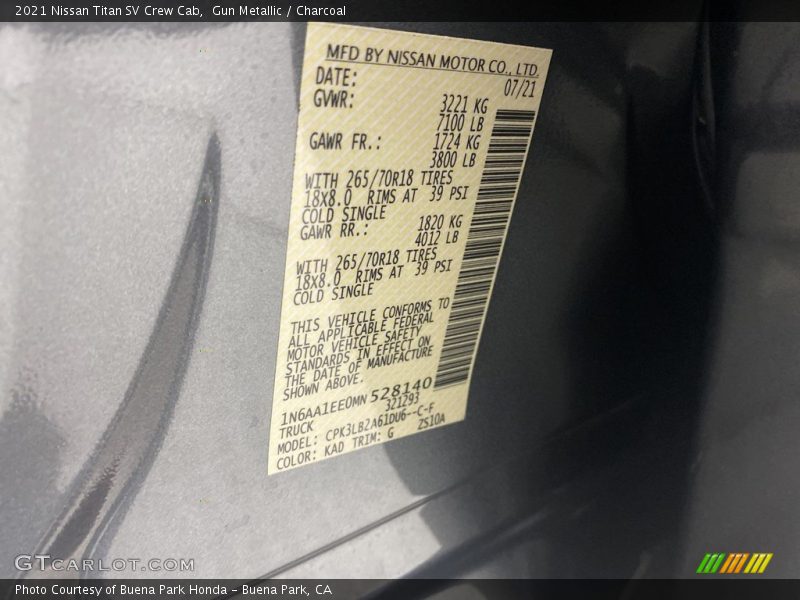 2021 Nissan Titan SV Crew Cab,  Gun Metallic / Charcoal
MFD BY NISSAN MOTOR CO., LTD.
DATE: 07/21
GVWR: 3221 KG
7100 LB
GAWR FR.: 1724 KG
3800 LB
WITH 265/70R18 TIRES
18X8.0 RIMS AT 39 PSI
COLD SINGLE
GAWR RR.: 1820 KG
4012 LB
WITH 265/70R18 TIRES
18X8.0 RIMS AT 39 PSI
COLD SINGLE
THIS VEHICLE CONFORMS TO
ALL APPLICABLE FEDERAL
MOTOR VEHICLE SAFETY
STANDARDS IN EFFECT ON
THE DATE OF MANUFACTURE
SHOWN ABOVE.
1N6AA1EE0MN 528140
TRUCK 321293
MODEL: CPK3LB2A61DU6--C-F
COLOR: KAD TRIM: G ZS10A
GTCARLOT.COM
Photo Courtesy of Buena Park Honda – Buena Park, CA